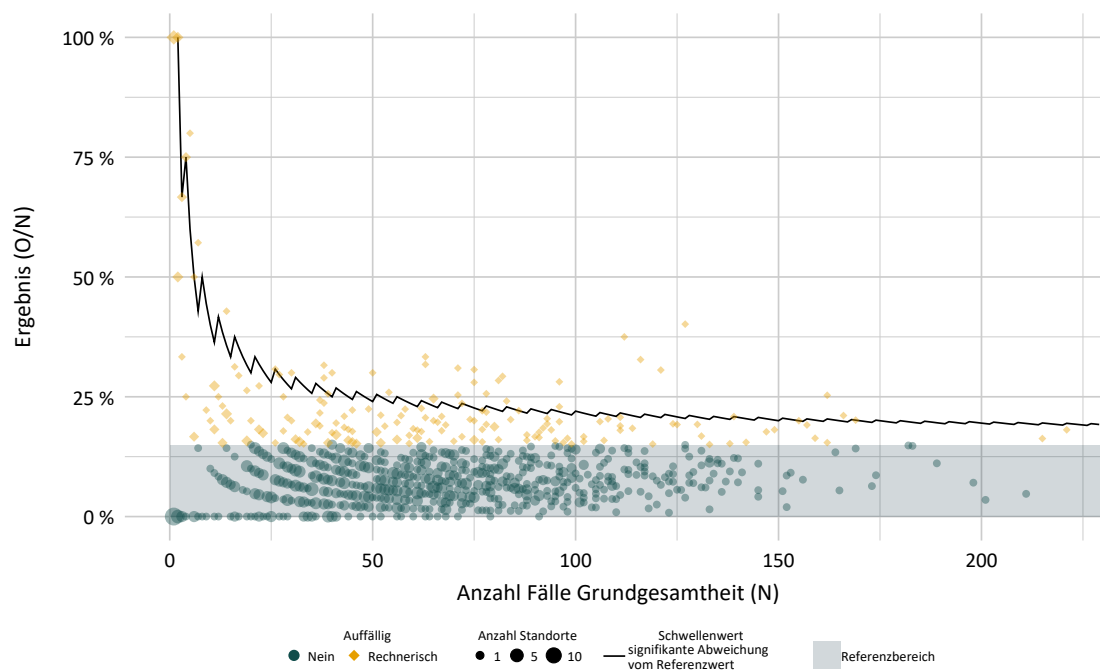 100 %
75 %
50 %
25 %
0 %
Ergebnis (O/N)
0
50
100
150
200
Anzahl Fälle Grundgesamtheit (N)
Auffällig
Nein
Rechnerisch
Anzahl Standorte
1
5
10
Schwellenwert
signifikante Abweichung
vom Referenzwert
Referenzbereich